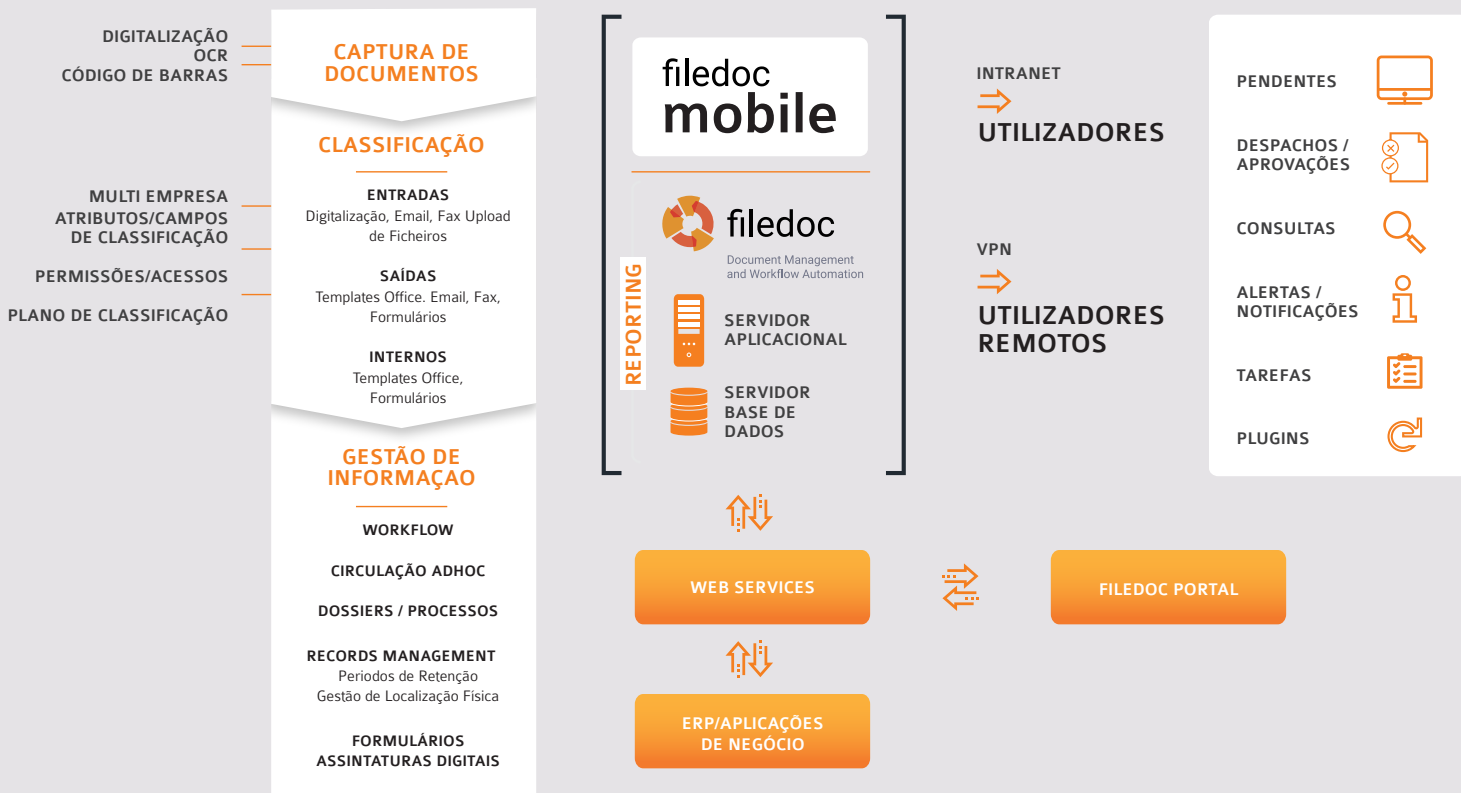 DIGITALIZAÇÃO
OCR
CÓDIGO DE BARRAS
MULTI EMPRESA
ATRIBUTOS/CAMPOS
DE CLASSIFICAÇÃO
PERMISSÕES/ACESSOS
PLANO DE CLASSIFICAÇÃO
CAPTURA DE
DOCUMENTOS
CLASSIFICAÇÃO
ENTRADAS
Digitalização, Email, Fax Upload
de Ficheiros
SAÍDAS
Templates Office. Email, Fax,
Formulários
INTERNOS
Templates Office,
Formulários
GESTÃO DE
INFORMAÇAO
WORKFLOW
CIRCULAÇÃO ADHOC
DOSSIERS / PROCESSOS
RECORDS MANAGEMENT
Periodos de Retenção
Gestão de Localização Física
FORMULÁRIOS
ASSINTATURAS DIGITAIS
filedoc
mobile
filedoc
Document Management
and Workflow Automation
REPORTING
SERVIDOR
APLICACIONAL
SERVIDOR
BASE DE
DADOS
WEB SERVICES
ERP/APLICAÇÕES
DE NEGÓCIO
FILEDOC PORTAL
INTRANET
UTILIZADORES
VPN
UTILIZADORES
REMOTOS
PENDENTES
DESPACHOS /
APROVAÇÕES
CONSULTAS
ALERTAS /
NOTIFICAÇÕES
TAREFAS
PLUGINS